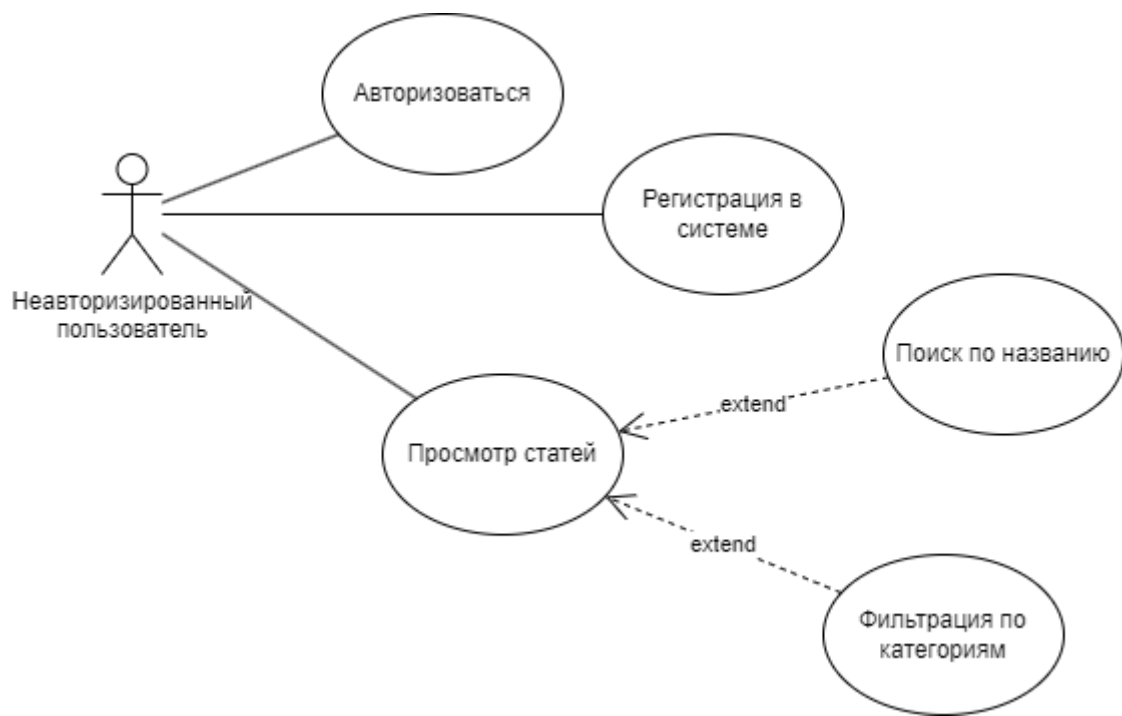 Авторизоваться
Регистрация в
системе
Неавторизированный
пользователь
Поиск по названию
extend
Просмотр статей
extend
Фильтрация по
категориям